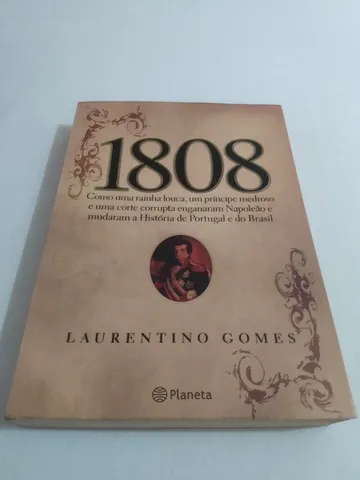 1808
Como uma rainha louca, um príncipe medroso
e uma corte corrupta enganaram Napoleão e
mudaram a História de Portugal e do Brasil
LAURENTINO GOMES
Planeta